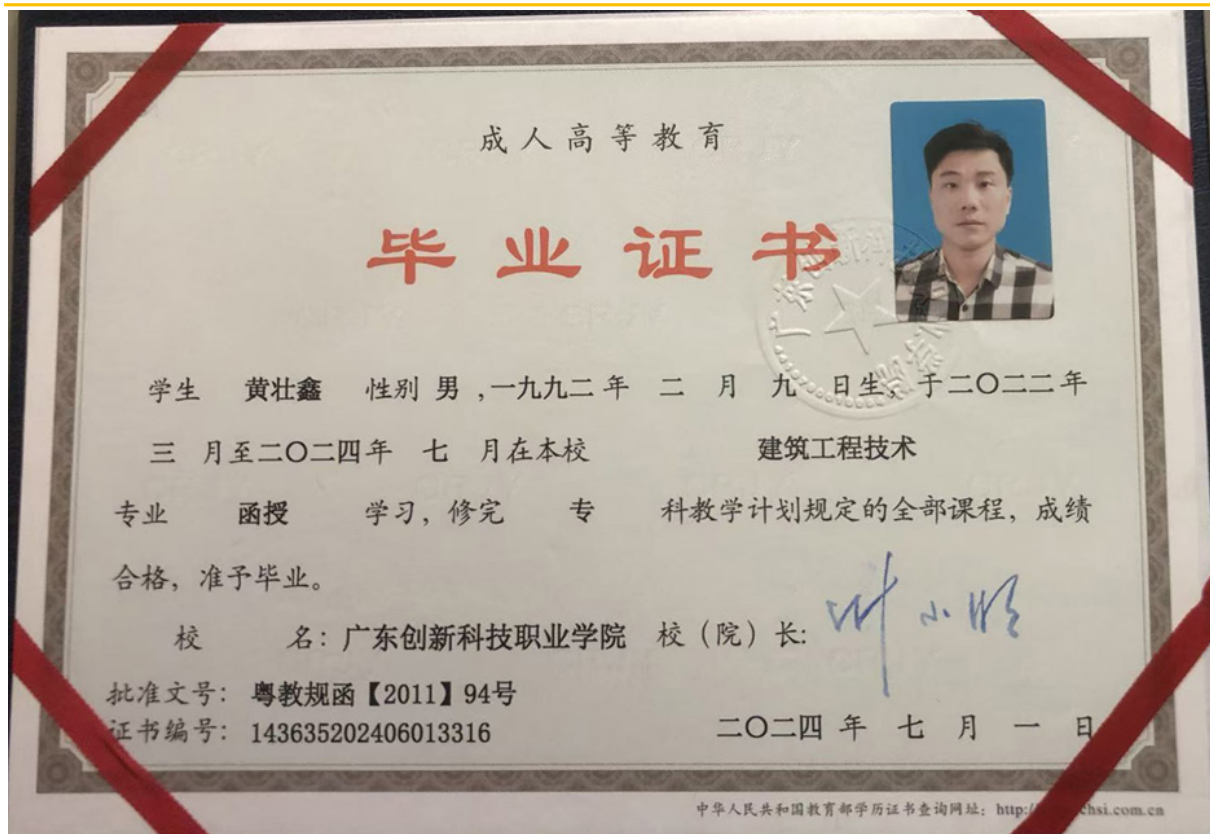 成人高等教育
毕业证书
学生 黄壮鑫 性别 男 ,一九九二年 二 月 九 日生,于二〇二二年
三 月至二〇二四年 七 月在本校 建筑工程技术
专业 函授 学习,修完 专 科教学计划规定的全部课程,成绩
合格,准予毕业。
校 名:广东创新科技职业学院 校(院)长:
批准文号:粤教规函【2011】94号
证书编号:143635202406013316
二〇二四 年 七 月 一 日
中华人民共和国教育部学历证书查询网址:http:// chsi.com.cn